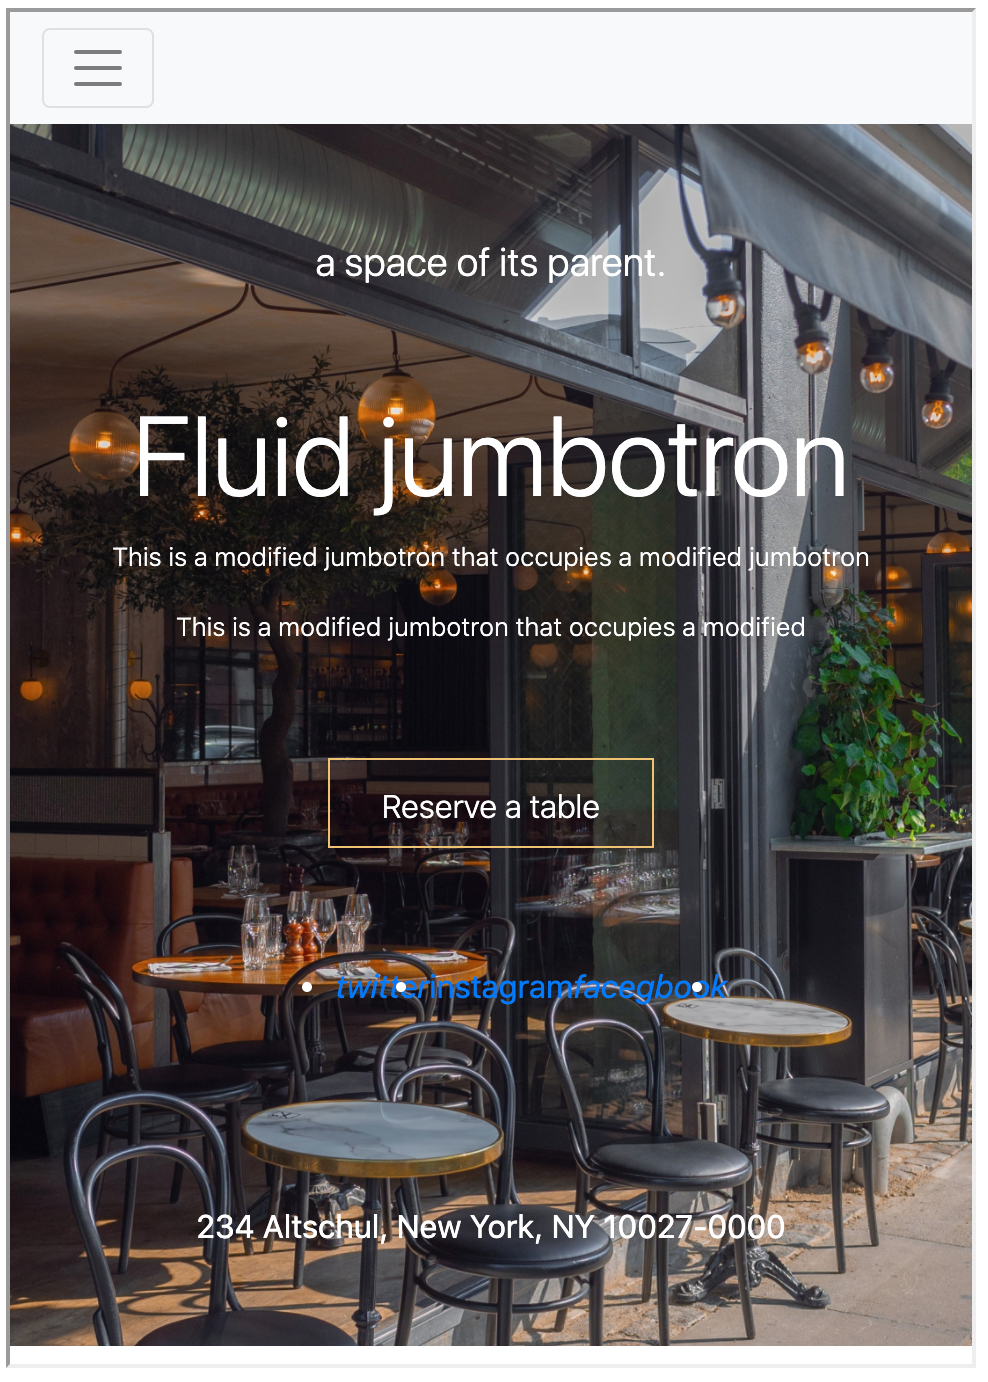 a space of its parent.
Fluid jumbotron
This is a modified jumbotron that occupies a modified jumbotron
This is a modified jumbotron that occupies a modified
Reserve a table
twitterinstagramfacegbook
234 Altschul, New York, NY 10027-0000